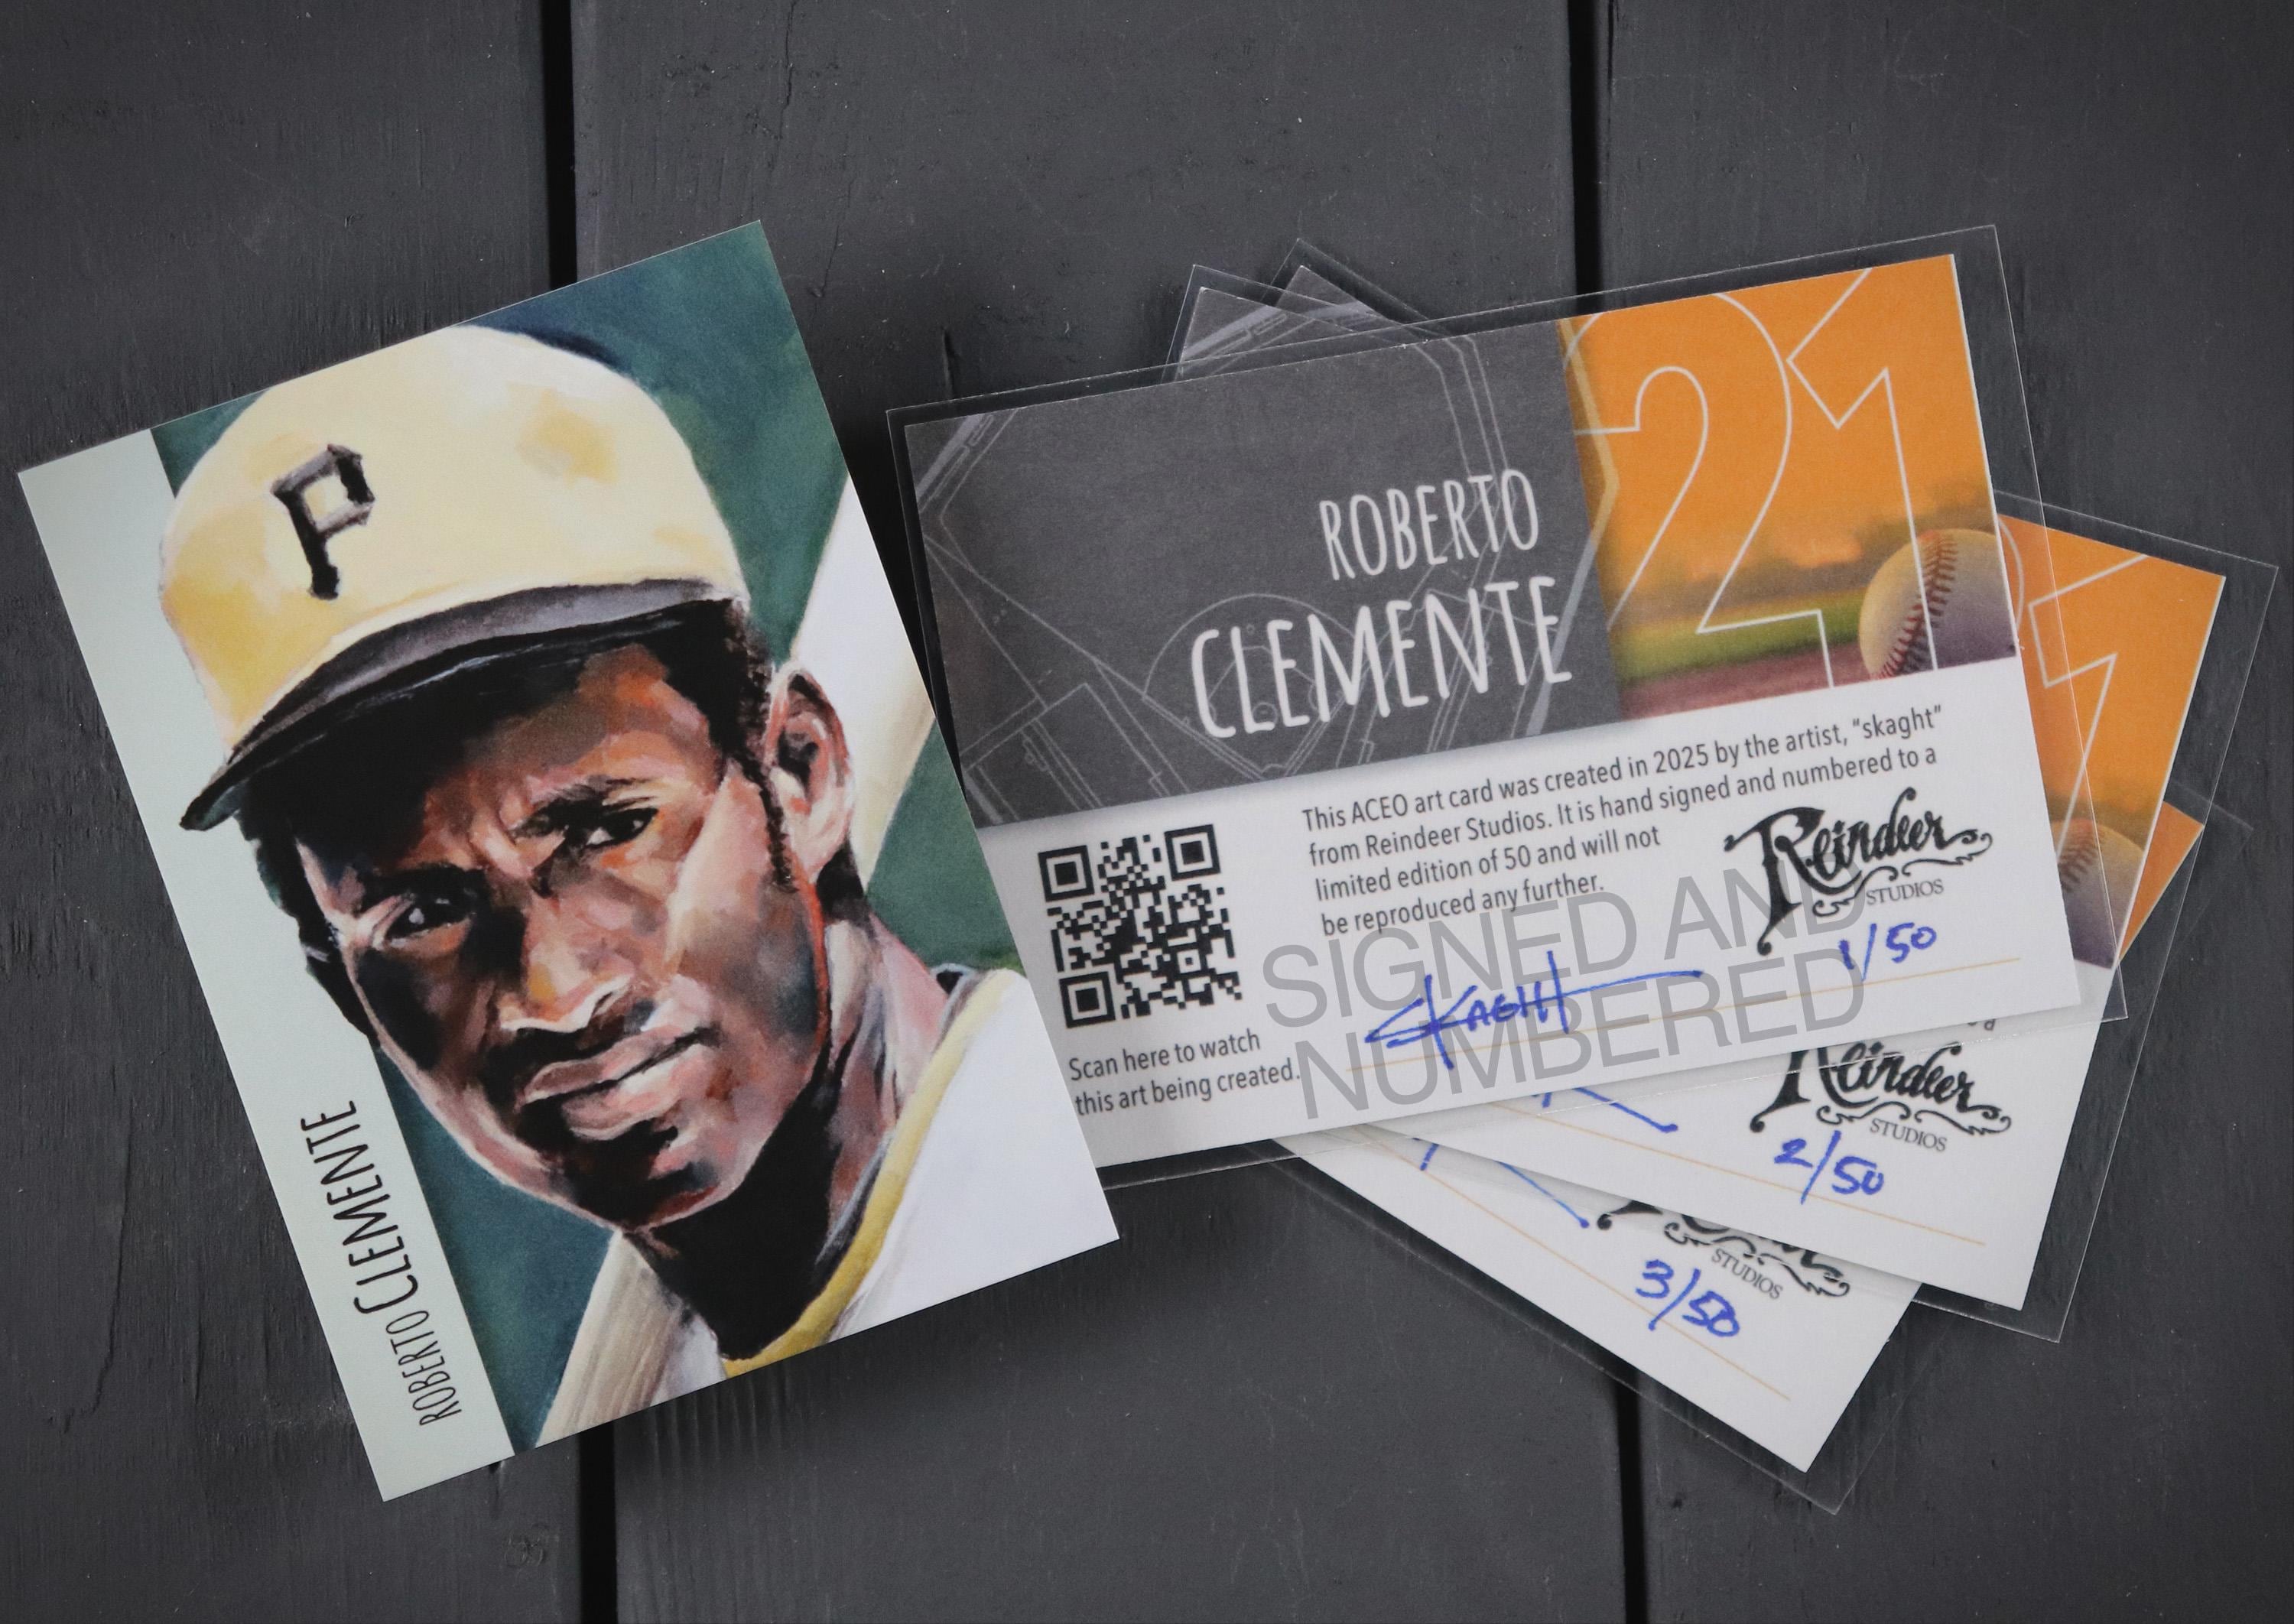 P
ROBERTO CLEMENTE
ROBERTO
CLEMENTE
21
This ACEO art card was created in 2025 by the artist, “skaght”
from Reindeer Studios. It is hand signed and numbered to a
limited edition of 50 and will not
be reproduced any further.
Reindeer
STUDIOS
SIGNED AND
NUMBERED
SKAGHT
1/50
Scan here to watch
this art being created.
1
Reindeer
STUDIOS
2/50
STUDIOS
3/50